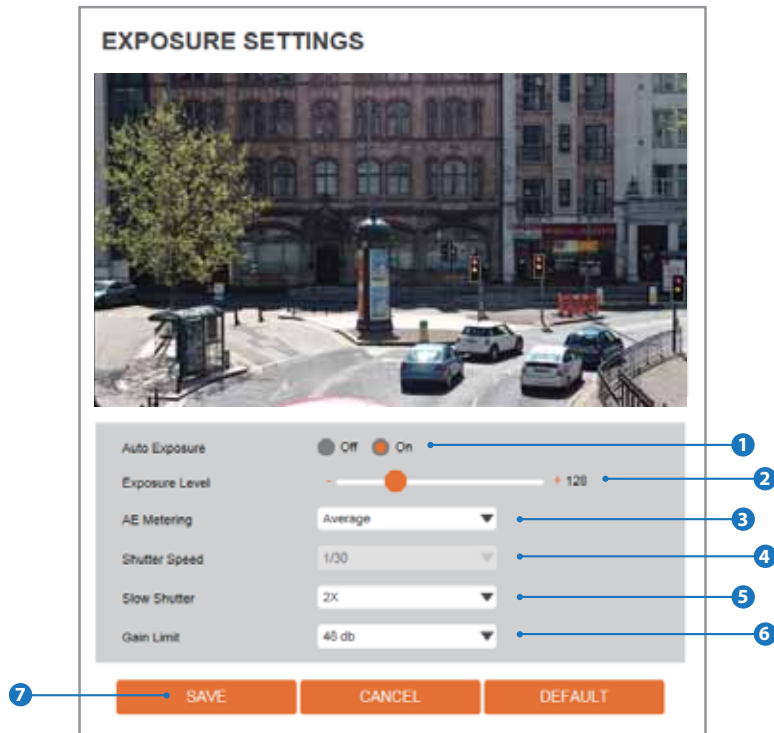 EXPOSURE SETTINGS
Auto Exposure Off On 1
Exposure Level - + 128 2
AE Metering Average 3
Shutter Speed 1/30 4
Slow Shutter 2X 5
Gain Limit 48 db 6
7 SAVE CANCEL DEFAULT